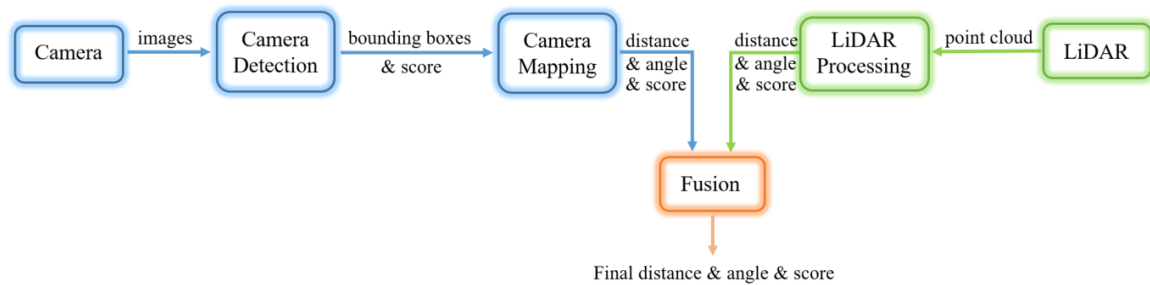 Camera
images
Camera
Detection
bounding boxes
& score
Camera
Mapping
distance
& angle
& score
distance
& angle
& score
LiDAR
Processing
point cloud
LiDAR
Fusion
Final distance & angle & score